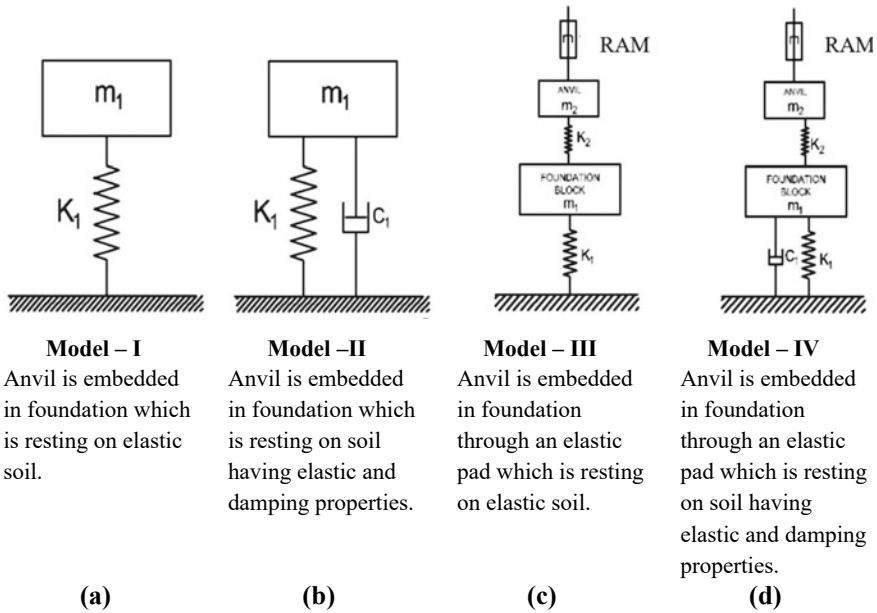 m₁
K₁
m₁
K₁
C₁
m
RAM
ANVIL
m₂
K₂
FOUNDATION
BLOCK
m₁
K₁
m
RAM
ANVIL
m₂
K₂
FOUNDATION
BLOCK
m₁
C₁
K₁
Model – I
Anvil is embedded
in foundation which
is resting on elastic
soil.
(a)
Model –II
Anvil is embedded
in foundation which
is resting on soil
having elastic and
damping properties.
(b)
Model – III
Anvil is embedded
in foundation
through an elastic
pad which is resting
on elastic soil.
(c)
Model – IV
Anvil is embedded
in foundation
through an elastic
pad which is resting
on soil having
elastic and damping
properties.
(d)